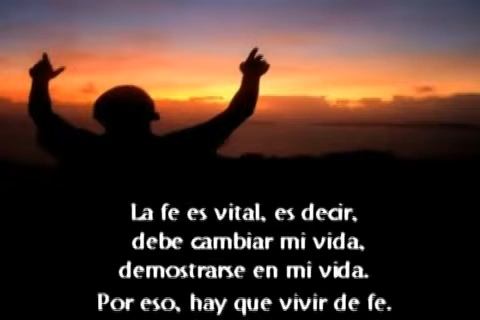 La fe es vital, es decir,
debe cambiar mi vida,
demostrarse en mi vida.
Por eso, hay que vivir de fe.